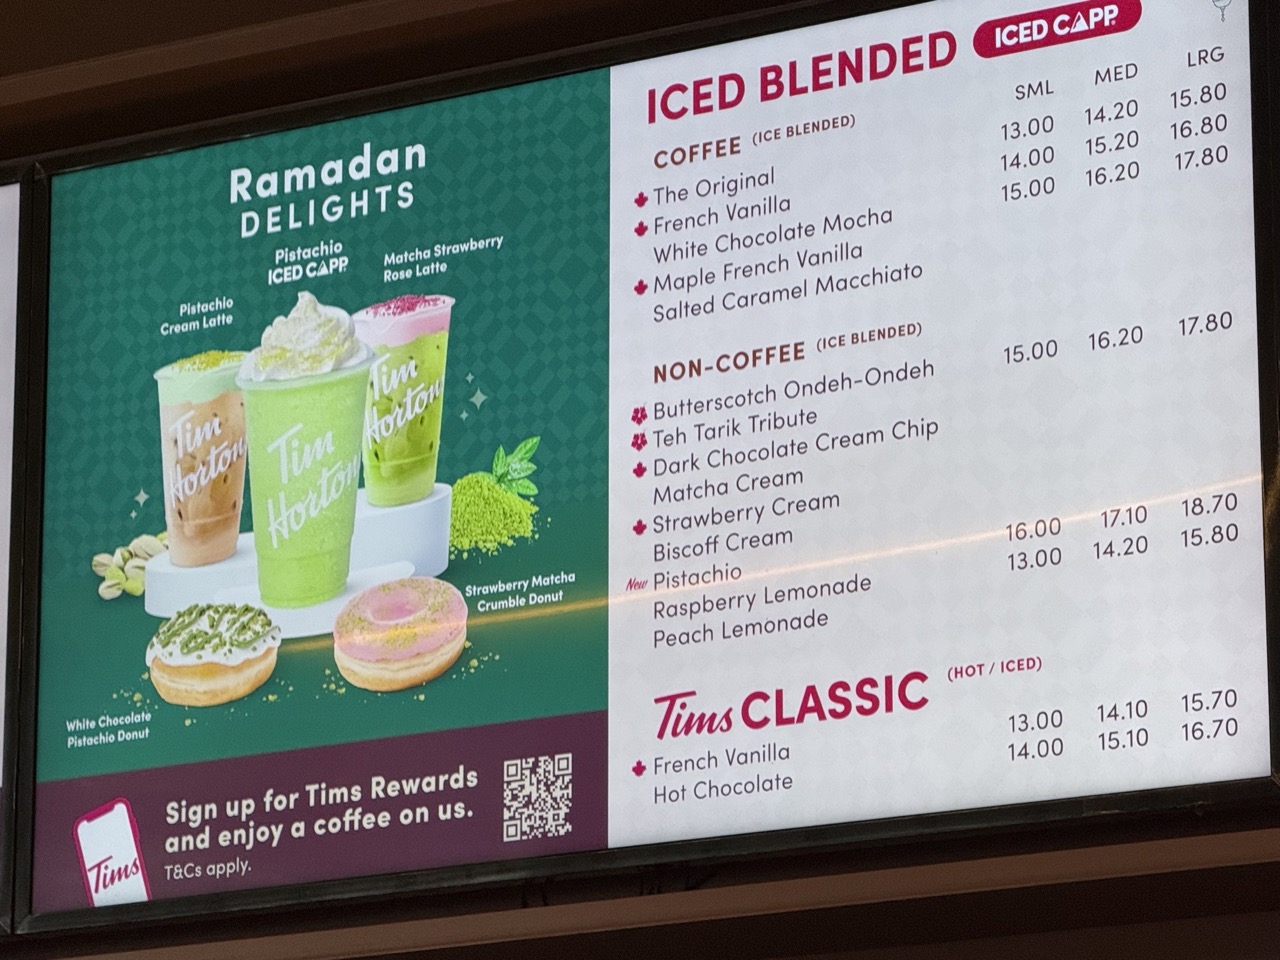 Ramadan
DELIGHTS
Pistachio
ICED CAPP
Matcha Strawberry
Rose Latte
Pistachio
Cream Latte
Tim
Horton
Tim
Horton
Tim
Horton
Strawberry Matcha
Crumble Donut
White Chocolate
Pistachio Donut
Sign up for Tims Rewards
and enjoy a coffee on us.
T&Cs apply.
Tims
ICED BLENDED ICED CAPP
SML MED LRG
COFFEE (ICE BLENDED)
The Original 13.00 14.20 15.80
French Vanilla 14.00 15.20 16.80
White Chocolate Mocha 15.00 16.20 17.80
Maple French Vanilla
Salted Caramel Macchiato
NON-COFFEE (ICE BLENDED)
Butterscotch Ondeh-Ondeh 15.00 16.20 17.80
Teh Tarik Tribute
Dark Chocolate Cream Chip
Matcha Cream
Strawberry Cream
Biscoff Cream
New Pistachio 16.00 17.10 18.70
Raspberry Lemonade 13.00 14.20 15.80
Peach Lemonade
Tims CLASSIC (HOT / ICED)
French Vanilla 13.00 14.10 15.70
Hot Chocolate 14.00 15.10 16.70